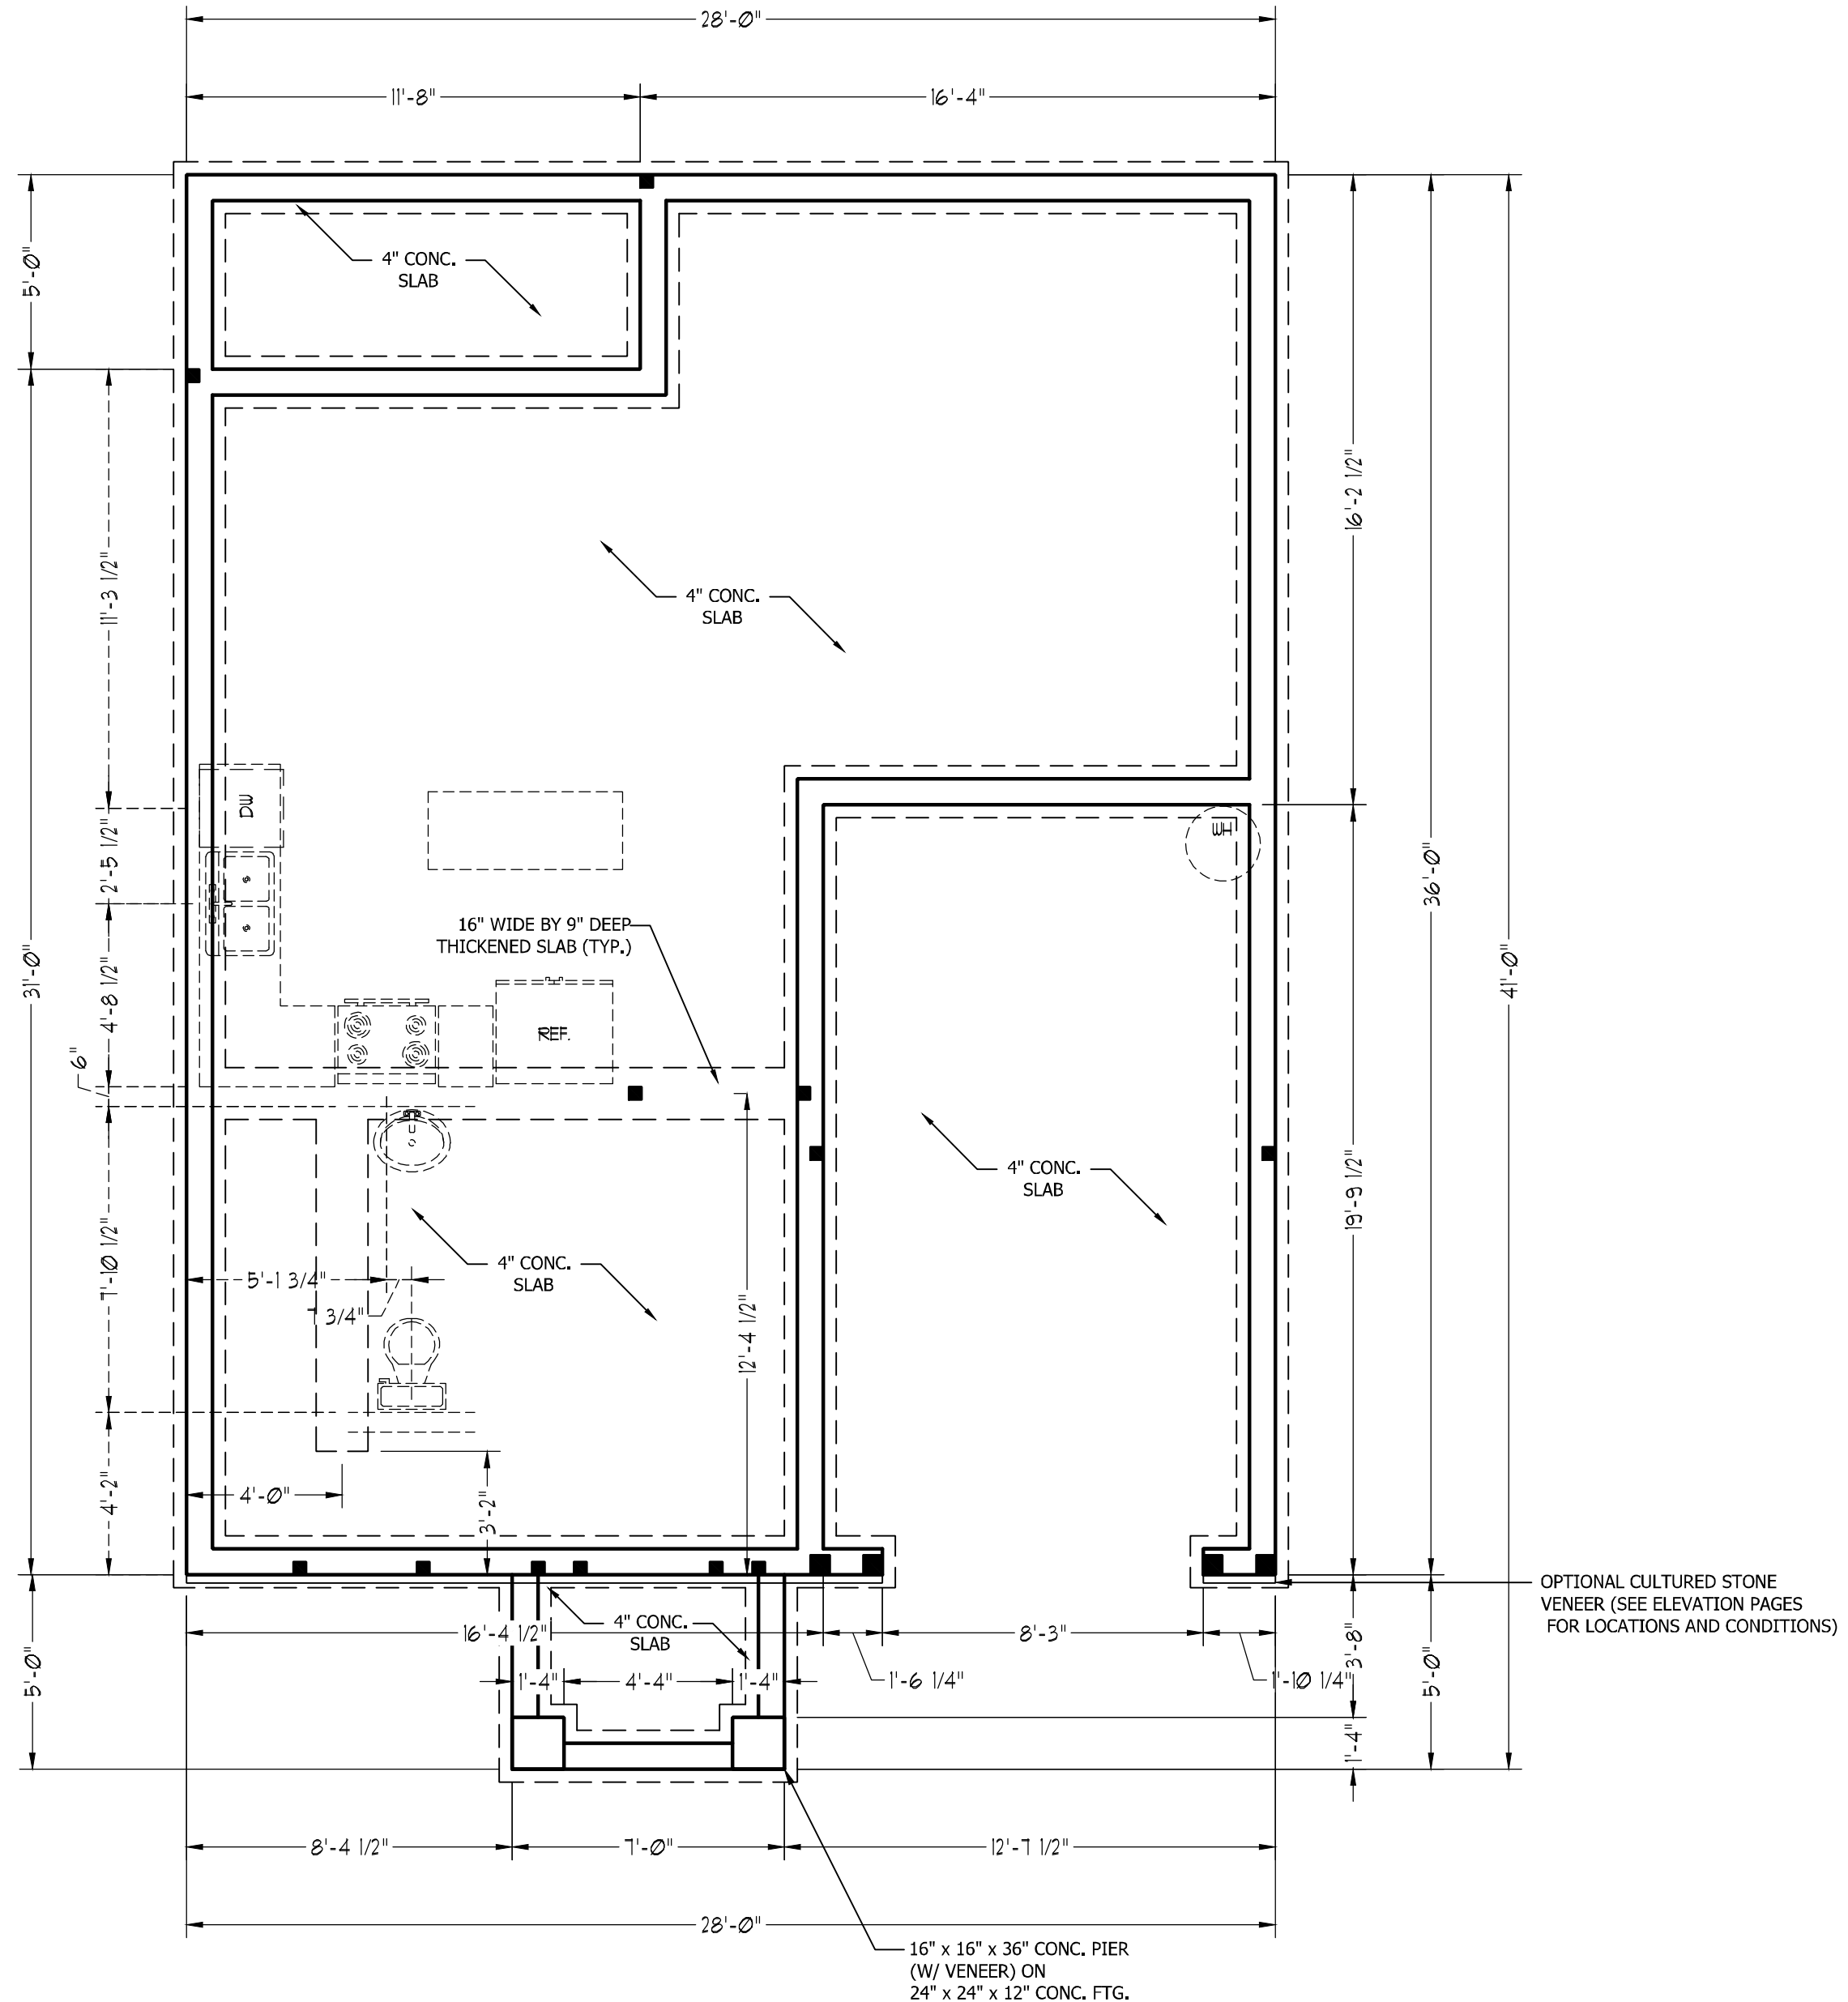 28'-0"
11'-8"
16'-4"
5'-0"
4" CONC.
SLAB
11'-3 1/2"
16'-2 1/2"
4" CONC.
SLAB
DW
WH
2'-5 1/2"
36'-0"
16" WIDE BY 9" DEEP
THICKENED SLAB (TYP.)
31'-0"
4'-8 1/2"
41'-0"
REF.
6"
4" CONC.
SLAB
19'-9 1/2"
7'-10 1/2"
4" CONC.
SLAB
5'-1 3/4"
7 3/4"
12'-4 1/2"
4'-2"
4'-0"
3'-2"
OPTIONAL CULTURED STONE
VENEER (SEE ELEVATION PAGES
FOR LOCATIONS AND CONDITIONS)
4" CONC.
SLAB
16'-4 1/2"
8'-3"
3'-8"
5'-0"
1'-4"
4'-4"
1'-4"
1'-6 1/4"
1'-10 1/4"
5'-0"
1'-4"
8'-4 1/2"
7'-0"
12'-7 1/2"
28'-0"
16" x 16" x 36" CONC. PIER
(W/ VENEER) ON
24" x 24" x 12" CONC. FTG.